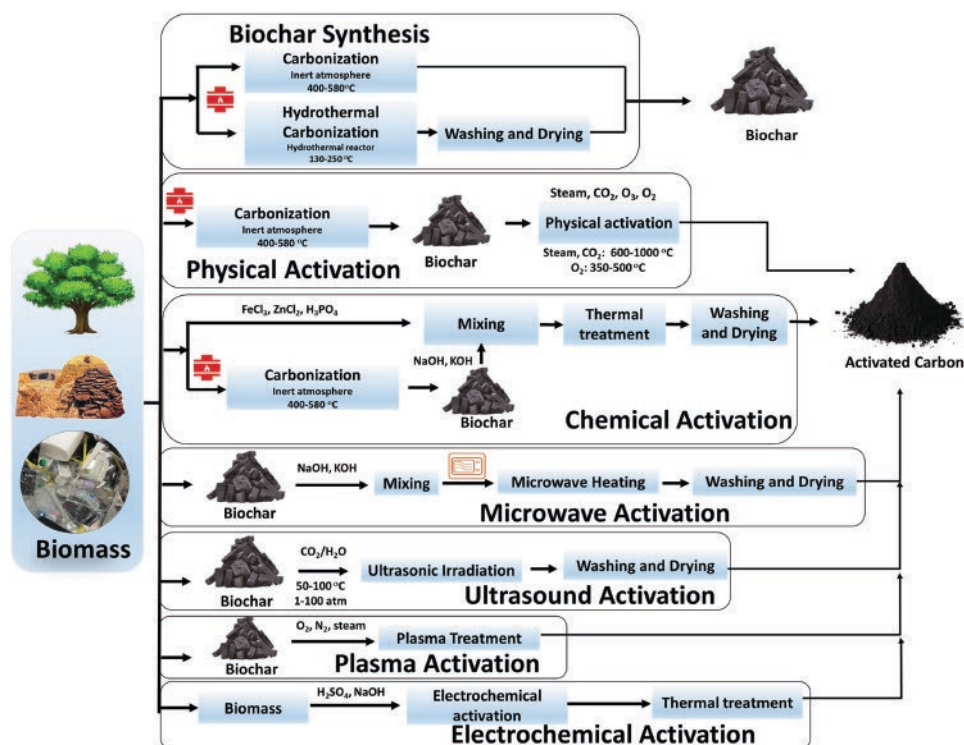 Biochar Synthesis
Carbonization
Inert atmosphere
400-580°C
Hydrothermal
Carbonization
Hydrothermal reactor
130-250 °C
Washing and Drying
Biochar
Carbonization
Inert atmosphere
400-580 °C
Biochar
Steam, CO₂, O₃, O₂
Physical activation
Steam, CO₂: 600-1000 °C
O₂: 350-500°C
Physical Activation
FeCl₃, ZnCl₂, H₃PO₄
Mixing
Thermal
treatment
Washing
and Drying
NaOH, KOH
Carbonization
Inert atmosphere
400-580 °C
Biochar
Chemical Activation
Activated Carbon
Biomass
NaOH, KOH
Biochar
Mixing
Microwave Heating
Washing and Drying
Microwave Activation
CO₂/H₂O
50-100 °C
1-100 atm
Biochar
Ultrasonic Irradiation
Washing and Drying
Ultrasound Activation
O₂, N₂, steam
Biochar
Plasma Treatment
Plasma Activation
Biomass
H₂SO₄, NaOH
Electrochemical
activation
Thermal treatment
Electrochemical Activation